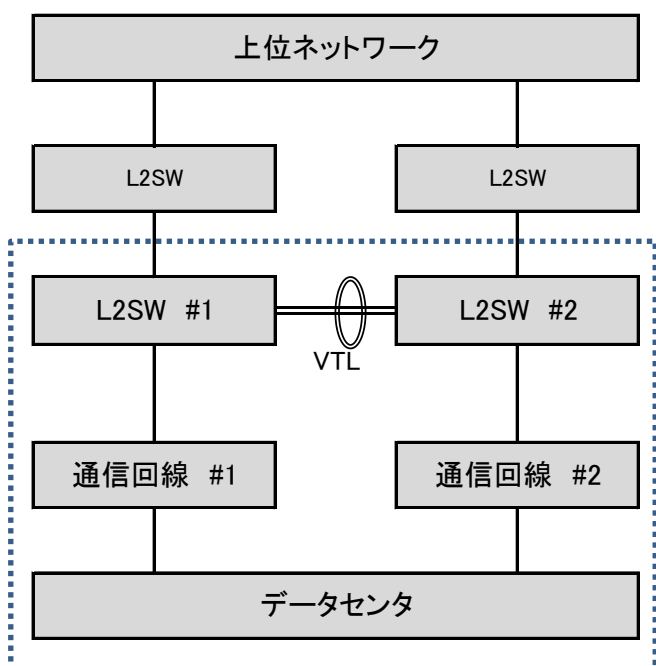 上位ネットワーク
L2SW
L2SW
L2SW #1
L2SW #2
VTL
通信回線 #1
通信回線 #2
データセンタ